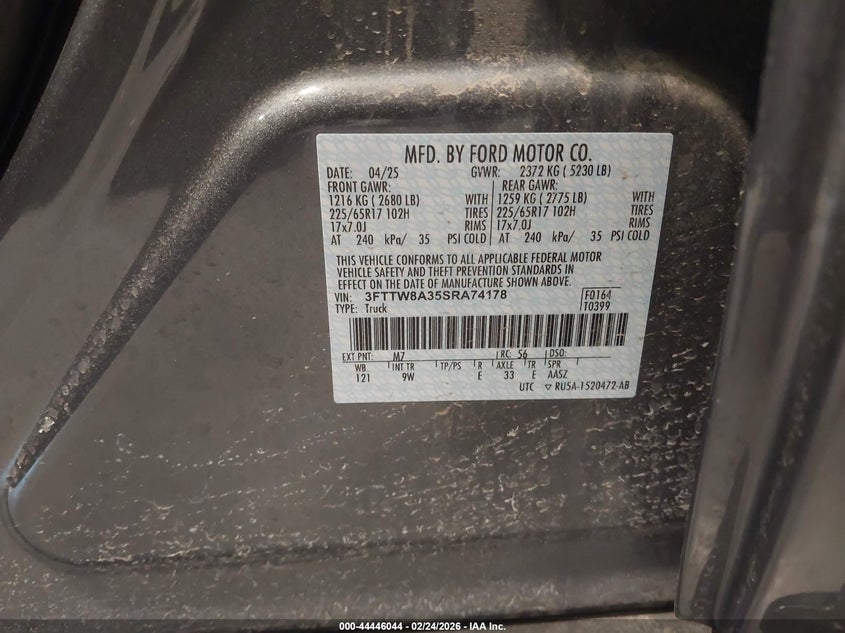 MFD. BY FORD MOTOR CO.
DATE: 04/25 GVWR: 2372 KG ( 5230 LB)
FRONT GAWR: REAR GAWR:
1216 KG ( 2680 LB) WITH 1259 KG ( 2775 LB) WITH
225/65R17 102H TIRES 225/65R17 102H TIRES
17x7.0J RIMS 17x7.0J RIMS
AT 240 kPa/ 35 PSI COLD AT 240 kPa/ 35 PSI COLD
THIS VEHICLE CONFORMS TO ALL APPLICABLE FEDERAL MOTOR
VEHICLE SAFETY AND THEFT PREVENTION STANDARDS IN
EFFECT ON THE DATE OF MANUFACTURE SHOWN ABOVE.
VIN: 3FTTW8A35SRA74178 F0164
TYPE: Truck T0399
EXT PNT: M7 RC: 56 DSO:
WB INT TR TP/PS R AXLE TR SPR
121 9W E 33 E AASZ
UTC ▽ RU5A-1520472-AB
000-44446044 - 02/24/2026 - IAA Inc.